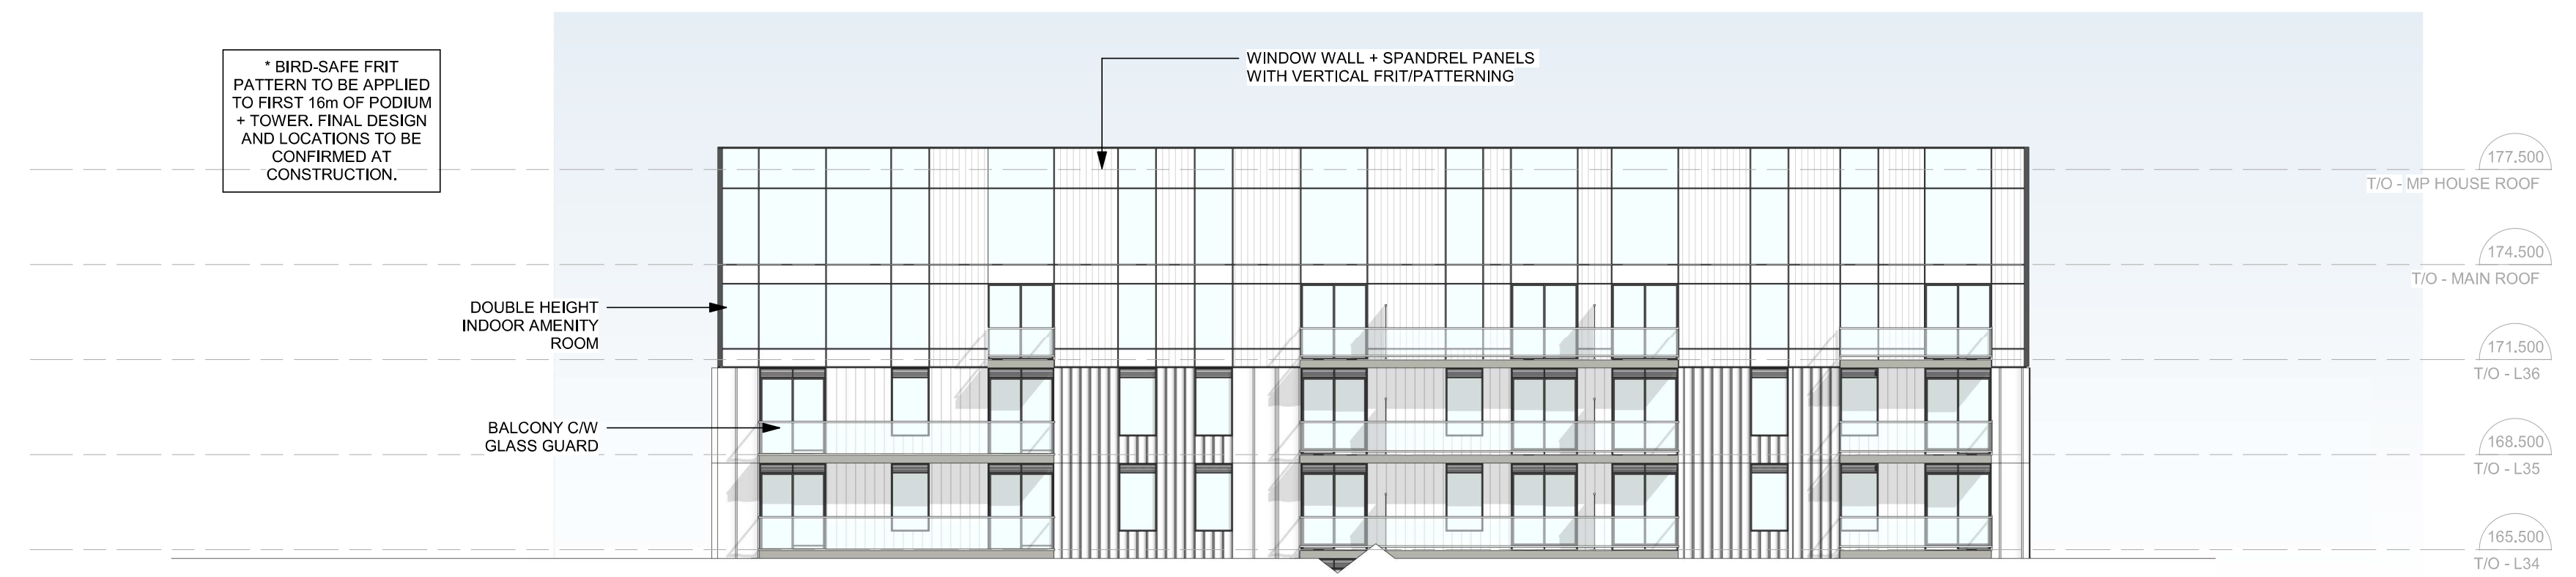 * BIRD-SAFE FRIT
PATTERN TO BE APPLIED
TO FIRST 16m OF PODIUM
+ TOWER. FINAL DESIGN
AND LOCATIONS TO BE
CONFIRMED AT
CONSTRUCTION.
WINDOW WALL + SPANDREL PANELS
WITH VERTICAL FRIT/PATTERNING
DOUBLE HEIGHT
INDOOR AMENITY
ROOM
BALCONY C/W
GLASS GUARD
177.500
T/O - MP HOUSE ROOF
174.500
T/O - MAIN ROOF
171.500
T/O - L36
168.500
T/O - L35
165.500
T/O - L34